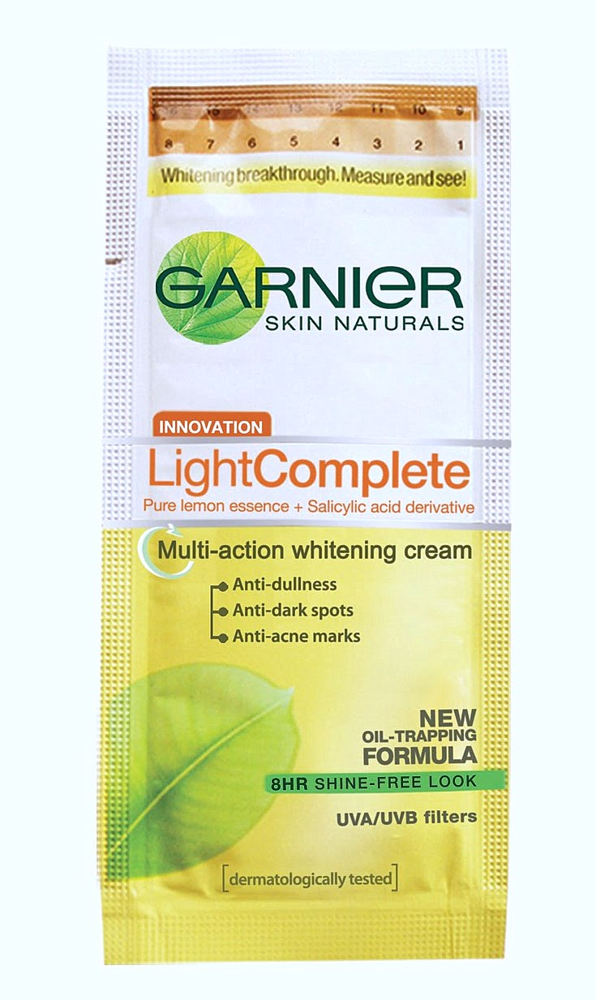 16 15 14 13 12 11 10 9
8 7 6 5 4 3 2 1
Whitening breakthrough. Measure and see!
GARNIER
SKIN NATURALS
INNOVATION
LightComplete
Pure lemon essence + Salicylic acid derivative
Multi-action whitening cream
Anti-dullness
Anti-dark spots
Anti-acne marks
NEW
OIL-TRAPPING
FORMULA
8HR SHINE-FREE LOOK
UVA/UVB filters
[dermatologically tested]